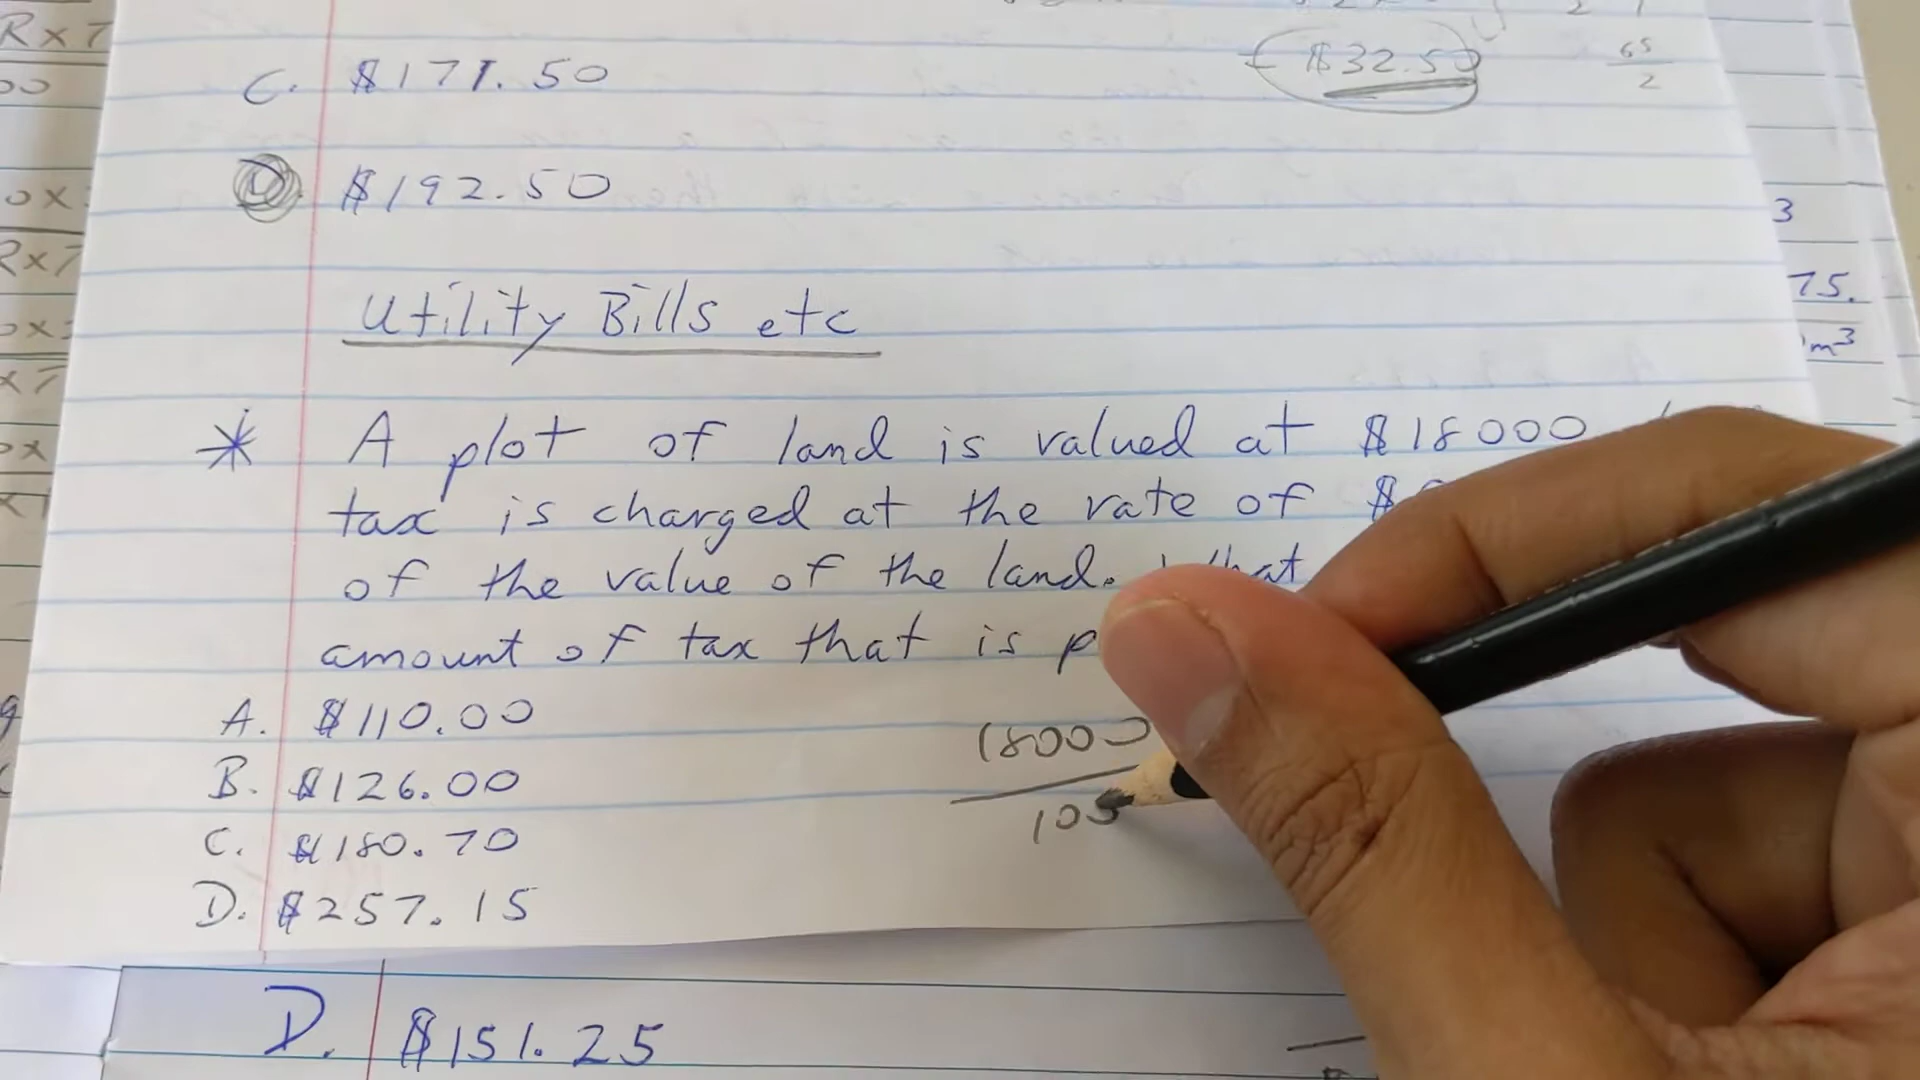 C. $171.50
$32.50
65
2
D. $192.50
3
75.
m³
Utility Bills etc
* A plot of land is valued at $18000
tax is charged at the rate of $
of the value of the land. What
amount of tax that is p
A. $110.00
B. $126.00
C. $180.70
D. $257.15
18000
100
D. $151.25